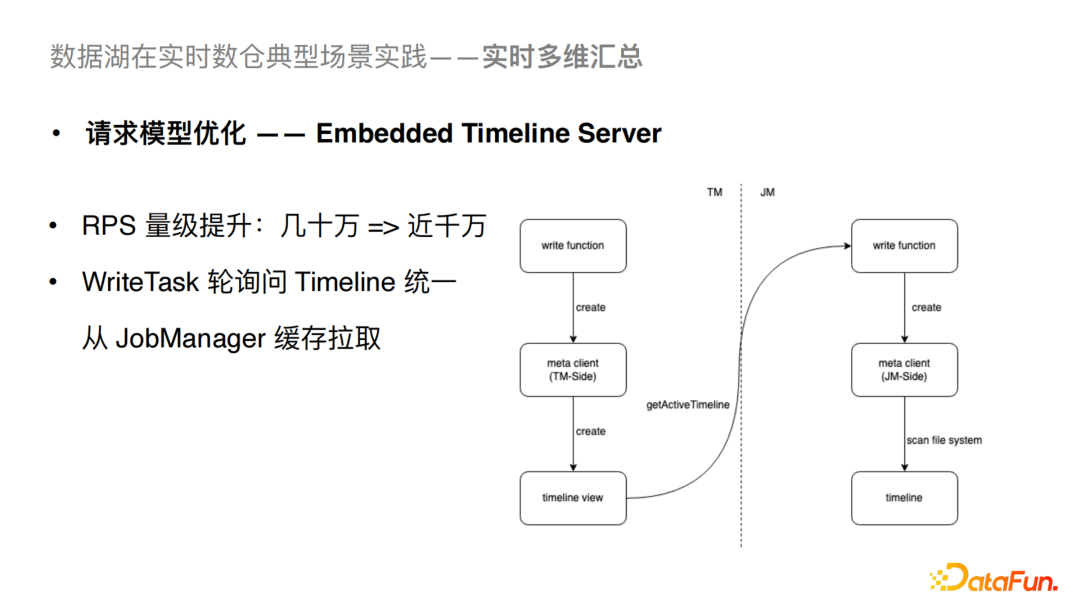 数据湖在实时数仓典型场景实践——实时多维汇总
• 请求模型优化 —— Embedded Timeline Server
• RPS 量级提升：几十万 => 近千万
• WriteTask 轮询问 Timeline 统一
从 JobManager 缓存拉取
TM
JM
write function
create
meta client
(TM-Side)
create
timeline view
getActiveTimeline
write function
create
meta client
(JM-Side)
scan file system
timeline
DataFun.